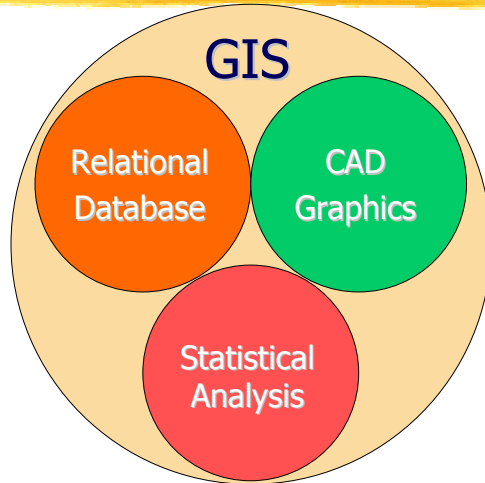 GIS
Relational
Database
CAD
Graphics
Statistical
Analysis